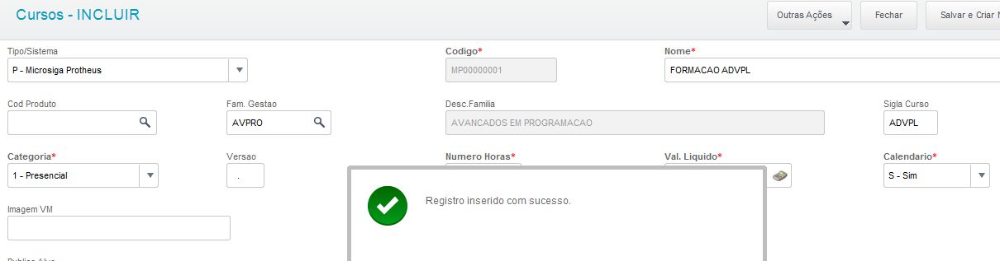 Cursos - INCLUIR
Outras Ações
Fechar
Salvar e Criar
Tipo/Sistema
Codigo*
Nome*
P - Microsiga Protheus
MP00000001
FORMACAO ADVPL
Cod Produto
Fam. Gestao
Desc.Familia
Sigla Curso
AVPRO
AVANCADOS EM PROGRAMACAO
ADVPL
Categoria*
Versao
Numero Horas*
Val. Liquido*
Calendario*
1 - Presencial
.
S - Sim
Registro inserido com sucesso.
Imagem VM